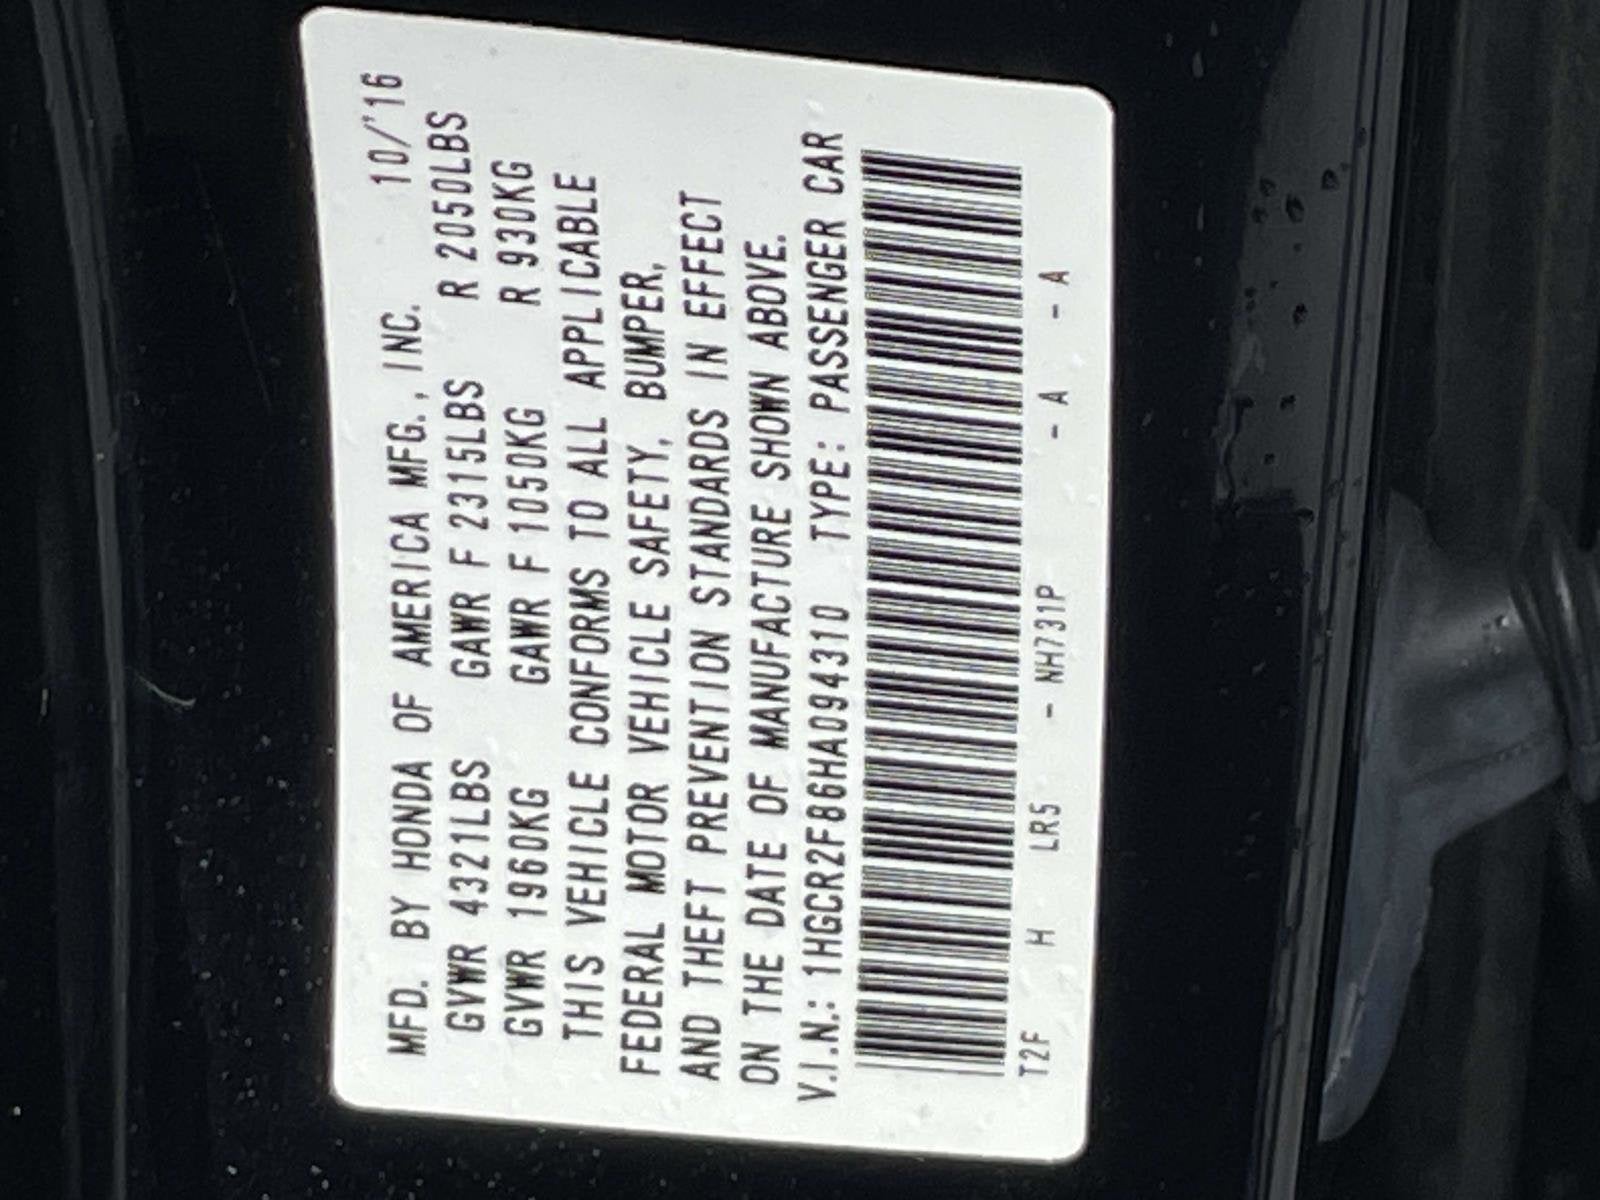 MFD. BY HONDA OF AMERICA MFG., INC. 10/'16
GVWR 4321LBS GAWR F 2315LBS R 2050LBS
GVWR 1960KG GAWR F 1050KG R 930KG
THIS VEHICLE CONFORMS TO ALL APPLICABLE
FEDERAL MOTOR VEHICLE SAFETY, BUMPER,
AND THEFT PREVENTION STANDARDS IN EFFECT
ON THE DATE OF MANUFACTURE SHOWN ABOVE.
V.I.N.: 1HGCR2F86HA094310 TYPE: PASSENGER CAR
T2F H LR5 - NH731P - A - A